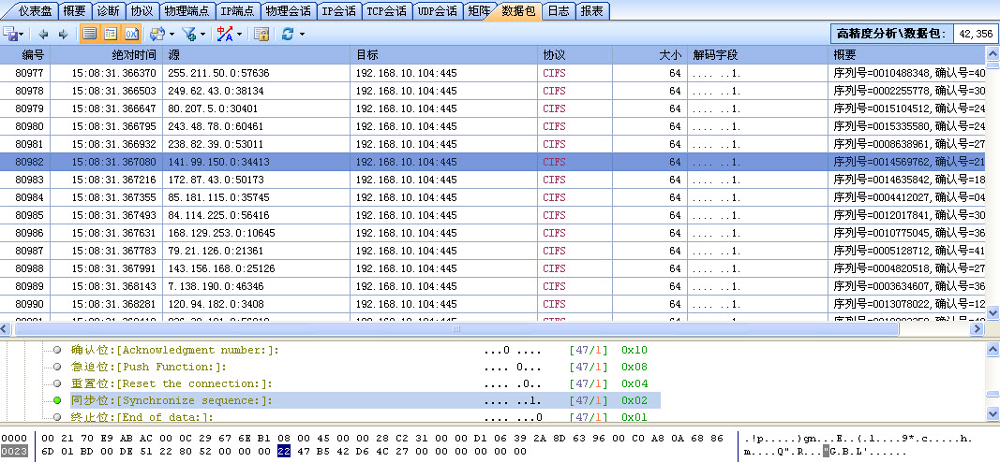 仪表盘 概要 诊断 协议 物理端点 IP端点 物理会话 IP会话 TCP会话 UDP会话 矩阵 数据包 日志 报表
高精度分析\数据包: 42,356
编号 绝对时间 源 目标 协议 大小 解码字段 概要
80977 15:08:31.366370 255.211.50.0:57636 192.168.10.104:445 CIFS 64 .... ..1. 序列号=0010488348,确认号=40
80978 15:08:31.366503 249.62.43.0:38134 192.168.10.104:445 CIFS 64 .... ..1. 序列号=0002255778,确认号=30
80979 15:08:31.366647 80.207.5.0:30401 192.168.10.104:445 CIFS 64 .... ..1. 序列号=0015104512,确认号=24
80980 15:08:31.366795 243.48.78.0:60461 192.168.10.104:445 CIFS 64 .... ..1. 序列号=0015335580,确认号=24
80981 15:08:31.366932 238.82.39.0:53011 192.168.10.104:445 CIFS 64 .... ..1. 序列号=0008638961,确认号=27
80982 15:08:31.367080 141.99.150.0:34413 192.168.10.104:445 CIFS 64 .... ..1. 序列号=0014569762,确认号=21
80983 15:08:31.367216 172.87.43.0:50173 192.168.10.104:445 CIFS 64 .... ..1. 序列号=0014635842,确认号=18
80984 15:08:31.367355 85.181.115.0:35745 192.168.10.104:445 CIFS 64 .... ..1. 序列号=0004412027,确认号=04
80985 15:08:31.367493 84.114.225.0:56416 192.168.10.104:445 CIFS 64 .... ..1. 序列号=0012017841,确认号=30
80986 15:08:31.367631 168.129.253.0:10645 192.168.10.104:445 CIFS 64 .... ..1. 序列号=0010775045,确认号=36
80987 15:08:31.367783 79.21.126.0:21361 192.168.10.104:445 CIFS 64 .... ..1. 序列号=0005128712,确认号=41
80988 15:08:31.367991 143.156.168.0:25126 192.168.10.104:445 CIFS 64 .... ..1. 序列号=0004820518,确认号=27
80989 15:08:31.368143 7.138.190.0:46346 192.168.10.104:445 CIFS 64 .... ..1. 序列号=0003634607,确认号=36
80990 15:08:31.368281 120.94.182.0:3408 192.168.10.104:445 CIFS 64 .... ..1. 序列号=0013078022,确认号=12
确认位:[Acknowledgment number:]: ...0 .... [47/1] 0x10
急迫位:[Push Function:]: .... 0... [47/1] 0x08
重置位:[Reset the connection:]: .... .0.. [47/1] 0x04
同步位:[Synchronize sequence:]: .... ..1. [47/1] 0x02
终止位:[End of data:]: .... ...0 [47/1] 0x01
0000 00 21 70 E9 AB AC 00 0C 29 67 6E B1 08 00 45 00 00 28 C2 31 00 00 D1 06 39 2A 8D 63 96 00 C0 A8 0A 68 86 .!p.....)gn...E..(.1....9*.c.....h.
0023 6D 01 BD 00 DE 4C 51 22 80 52 00 00 00 22 47 B5 42 D6 4C 27 00 00 00 00 00 00 m....Q".R..."G.B.L'......